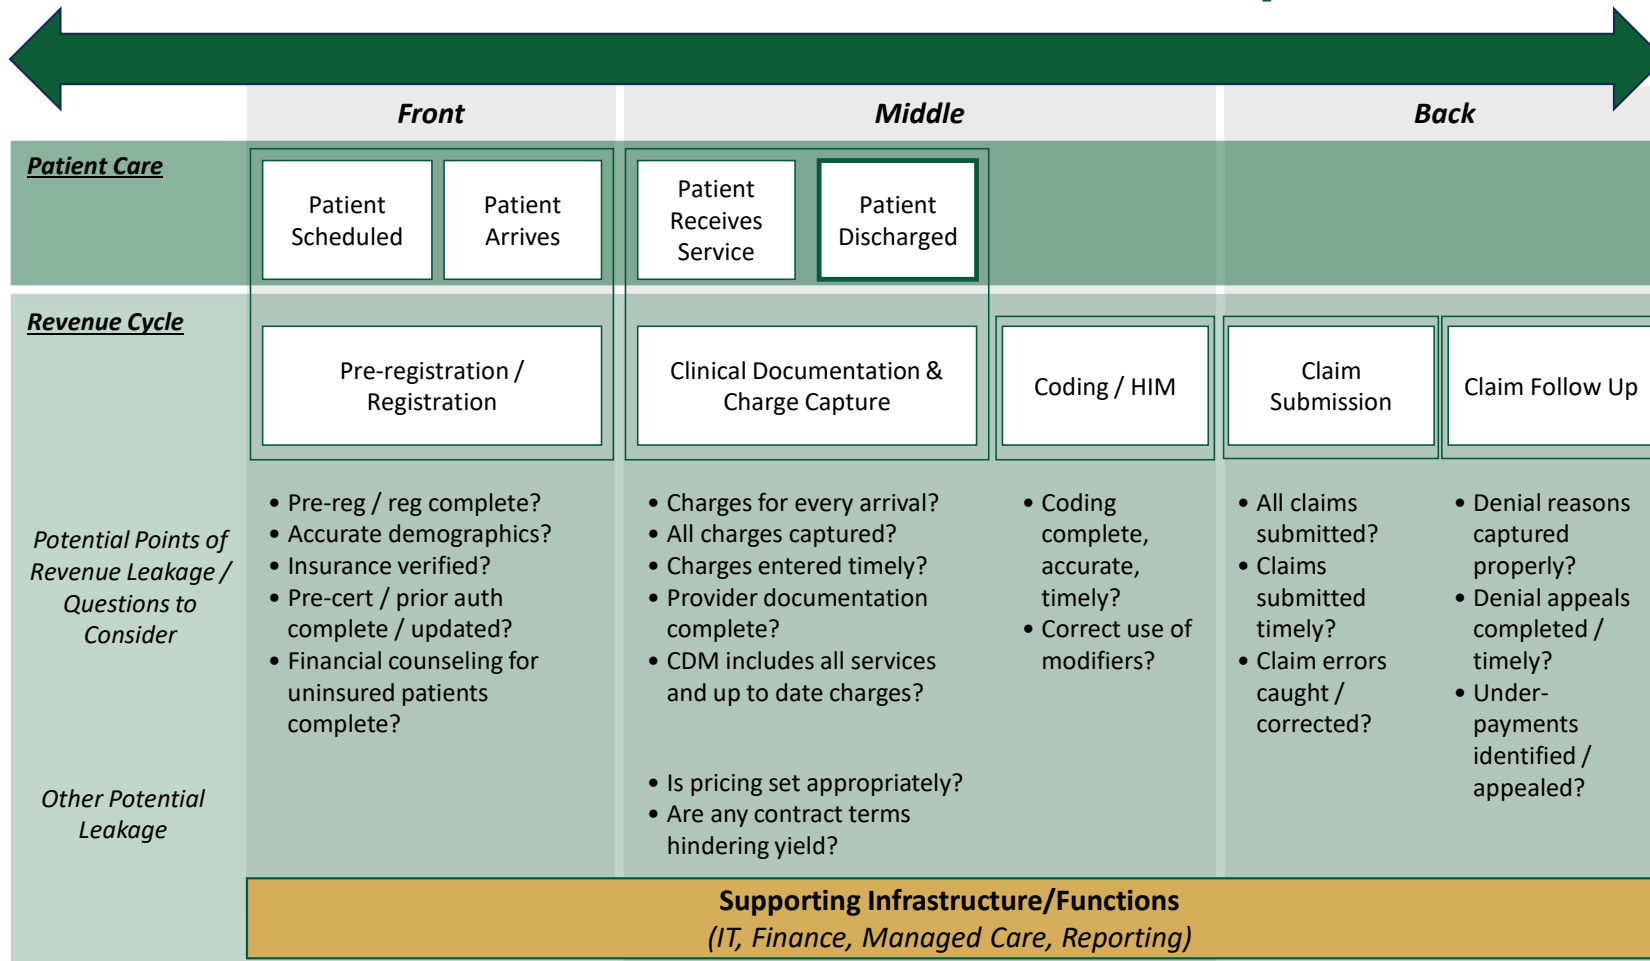 Front
Middle
Back
Patient Care
Patient
Scheduled
Patient
Arrives
Patient
Receives
Service
Patient
Discharged
Revenue Cycle
Pre-registration /
Registration
Clinical Documentation &
Charge Capture
Coding / HIM
Claim
Submission
Claim Follow Up
Potential Points of
Revenue Leakage /
Questions to
Consider
• Pre-reg / reg complete?
• Accurate demographics?
• Insurance verified?
• Pre-cert / prior auth
complete / updated?
• Financial counseling for
uninsured patients
complete?
• Charges for every arrival?
• All charges captured?
• Charges entered timely?
• Provider documentation
complete?
• CDM includes all services
and up to date charges?
• Coding
complete,
accurate,
timely?
• Correct use of
modifiers?
• All claims
submitted?
• Claims
submitted
timely?
• Claim errors
caught /
corrected?
• Denial reasons
captured
properly?
• Denial appeals
completed /
timely?
• Under-
payments
identified /
appealed?
Other Potential
Leakage
• Is pricing set appropriately?
• Are any contract terms
hindering yield?
Supporting Infrastructure/Functions
(IT, Finance, Managed Care, Reporting)